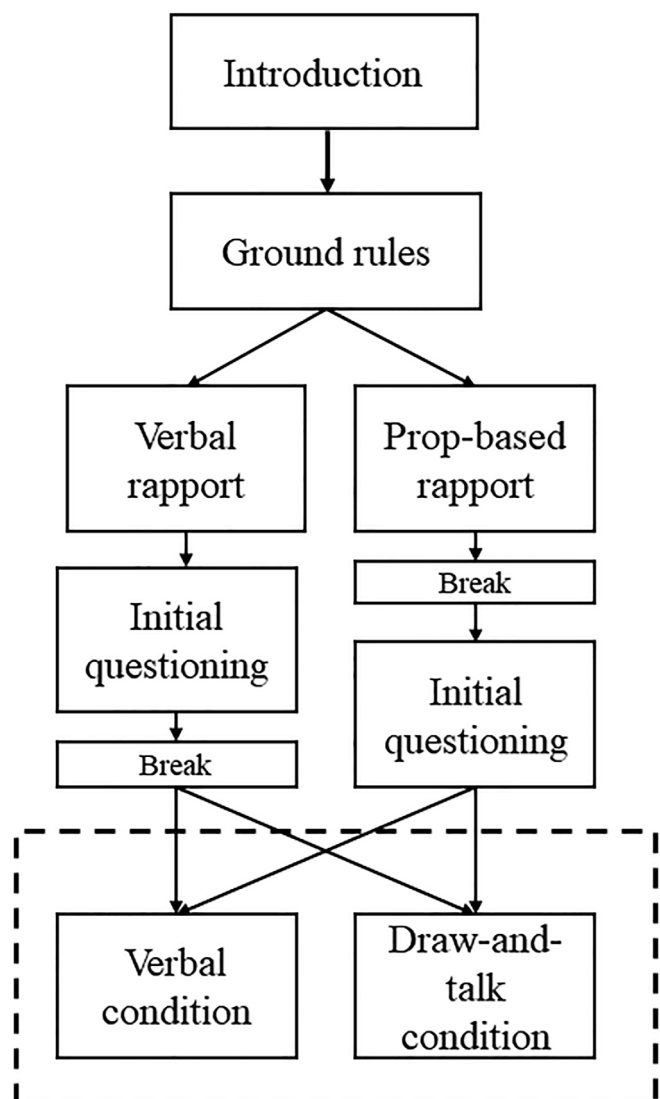 Introduction
Ground rules
Verbal
rapport
Prop-based
rapport
Initial
questioning
Break
Break
Initial
questioning
Verbal
condition
Draw-and-
talk
condition